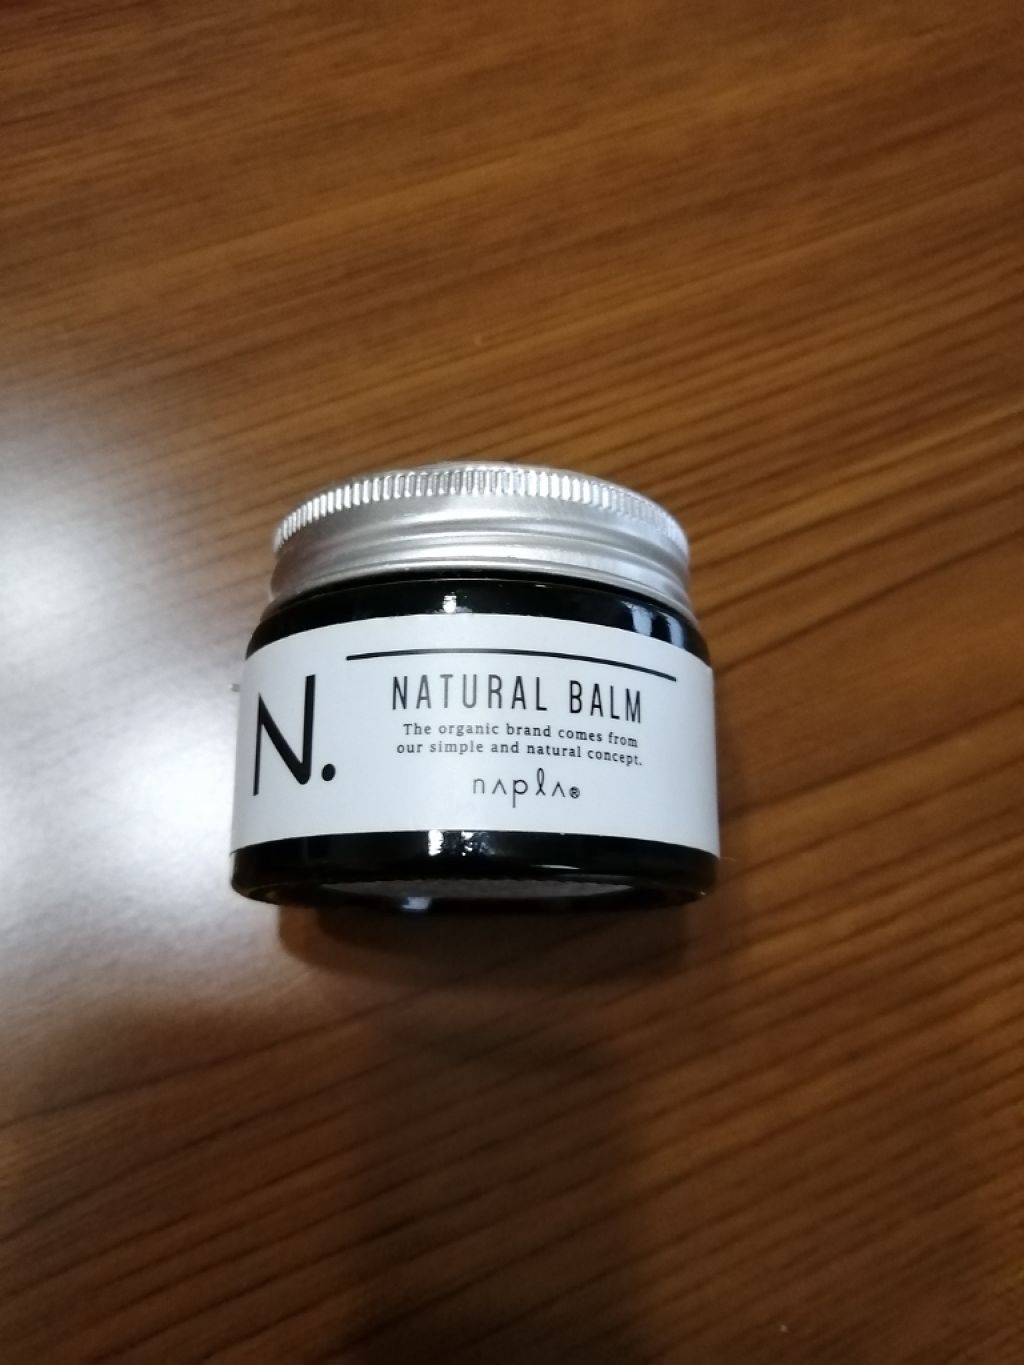 N.
NATURAL BALM
The organic brand comes from
our simple and natural concept.
napla®